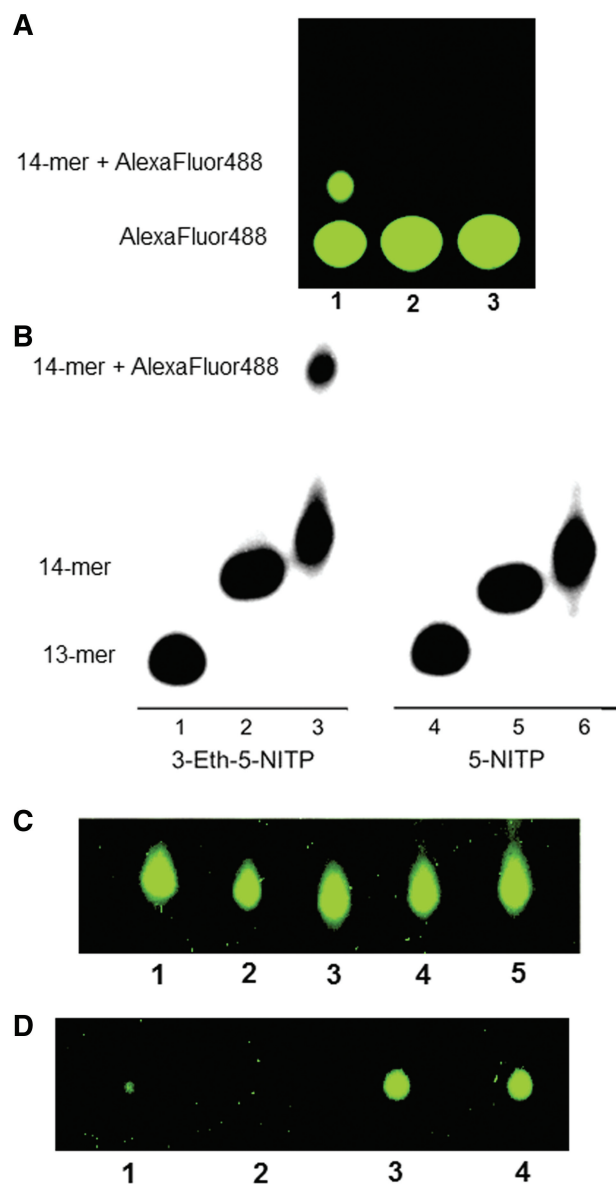 A
14-mer + AlexaFluor488
AlexaFluor488
1 2 3
B
14-mer + AlexaFluor488
14-mer
13-mer
1 2 3 4 5 6
3-Eth-5-NITP 5-NITP
C
1 2 3 4 5
D
1 2 3 4